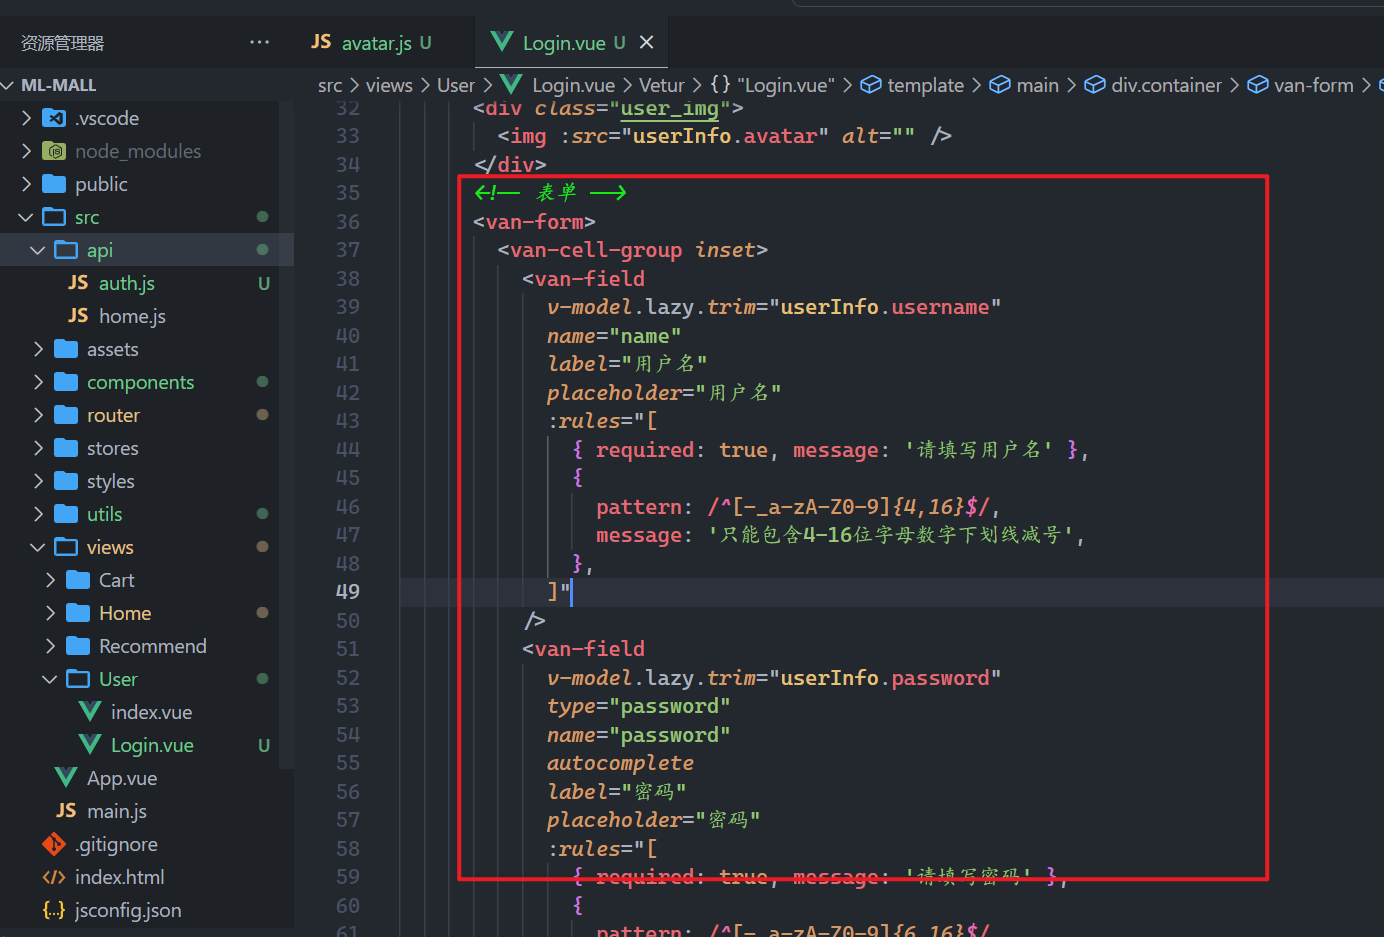 资源管理器 ···
JS avatar.js U
Login.vue U
ML-MALL
src > views > User > Login.vue > Vetur > {} "Login.vue" > template > main > div.container > van-form >
.vscode
node_modules
public
src
api
JS auth.js U
JS home.js
assets
components
router
stores
styles
utils
views
Cart
Home
Recommend
User
index.vue
Login.vue U
App.vue
JS main.js
.gitignore
index.html
{..} jsconfig.json
32 <div class="user_img">
33 <img :src="userInfo.avatar" alt="" />
34 </div>
35 <!-- 表单 -->
36 <van-form>
37 <van-cell-group inset>
38 <van-field
39 v-model.lazy.trim="userInfo.username"
40 name="name"
41 label="用户名"
42 placeholder="用户名"
43 :rules="[
44 { required: true, message: '请填写用户名' },
45 {
46 pattern: /^[-_a-zA-Z0-9]{4,16}$/,
47 message: '只能包含4-16位字母数字下划线减号',
48 },
49 ]"
50 />
51 <van-field
52 v-model.lazy.trim="userInfo.password"
53 type="password"
54 name="password"
55 autocomplete
56 label="密码"
57 placeholder="密码"
58 :rules="[
59 { required: true, message: '请填写密码' },
60 {
61 pattern: /^[-_a-zA-Z0-9]{6,16}$/